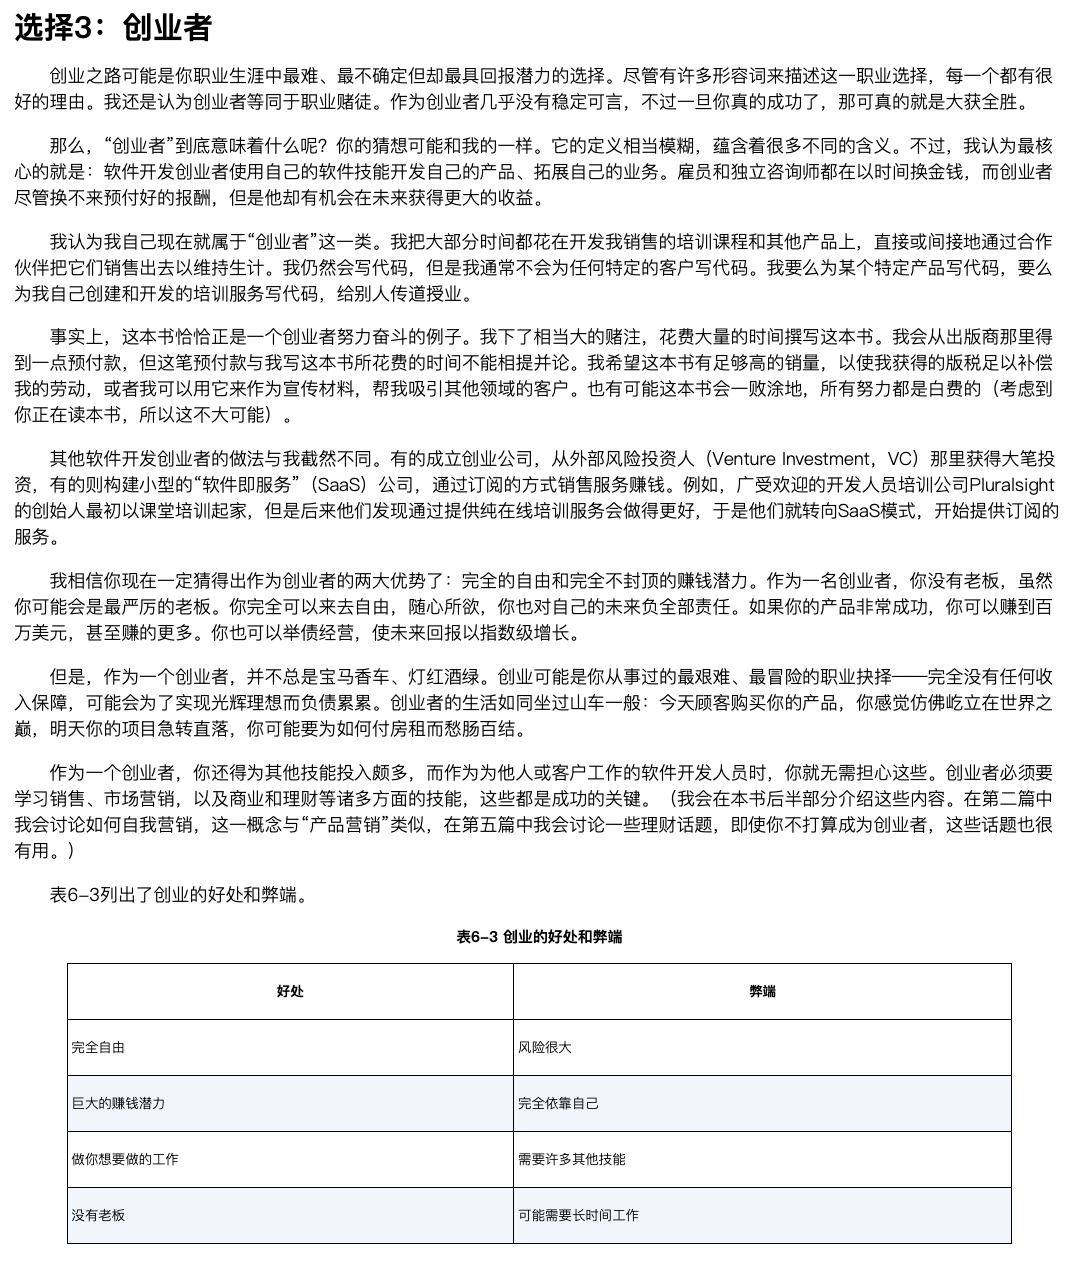 选择3：创业者
创业之路可能是你职业生涯中最难、最不确定但却最具回报潜力的选择。尽管有许多形容词来描述这一职业选择，每一个都有很
好的理由。我还是认为创业者等同于职业赌徒。作为创业者几乎没有稳定可言，不过一旦你真的成功了，那可真的就是大获全胜。
那么，“创业者”到底意味着什么呢？你的猜想可能和我的一样。它的定义相当模糊，蕴含着很多不同的含义。不过，我认为最核
心的就是：软件开发创业者使用自己的软件技能开发自己的产品、拓展自己的业务。雇员和独立咨询师都在以时间换金钱，而创业者
尽管换不来预付好的报酬，但是他却有机会在未来获得更大的收益。
我认为我自己现在就属于“创业者”这一类。我把大部分时间都花在开发我销售的培训课程和其他产品上，直接或间接地通过合作
伙伴把它们销售出去以维持生计。我仍然会写代码，但是我通常不会为任何特定的客户写代码。我要么为某个特定产品写代码，要么
为我自己创建和开发的培训服务写代码，给别人传道授业。
事实上，这本书恰恰正是一个创业者努力奋斗的例子。我下了相当大的赌注，花费大量的时间撰写这本书。我会从出版商那里得
到一点预付款，但这笔预付款与我写这本书所花费的时间不能相提并论。我希望这本书有足够高的销量，以使我获得的版税足以补偿
我的劳动，或者我可以用它来作为宣传材料，帮我吸引其他领域的客户。也有可能这本书会一败涂地，所有努力都是白费的（考虑到
你正在读本书，所以这不大可能）。
其他软件开发创业者的做法与我截然不同。有的成立创业公司，从外部风险投资人（Venture Investment，VC）那里获得大笔投
资，有的则构建小型的“软件即服务”（SaaS）公司，通过订阅的方式销售服务赚钱。例如，广受欢迎的开发人员培训公司Pluralsight
的创始人最初以课堂培训起家，但是后来他们发现通过提供纯在线培训服务会做得更好，于是他们就转向SaaS模式，开始提供订阅的
服务。
我相信你现在一定猜得出作为创业者的两大优势了：完全的自由和完全不封顶的赚钱潜力。作为一名创业者，你没有老板，虽然
你可能会是最严厉的老板。你完全可以来去自由，随心所欲，你也对自己的未来负全部责任。如果你的产品非常成功，你可以赚到百
万美元，甚至赚的更多。你也可以举债经营，使未来回报以指数级增长。
但是，作为一个创业者，并不总是宝马香车、灯红酒绿。创业可能是你从事过的最艰难、最冒险的职业抉择——完全没有任何收
入保障，可能会为了实现光辉理想而负债累累。创业者的生活如同坐过山车一般：今天顾客购买你的产品，你感觉仿佛屹立在世界之
巅，明天你的项目急转直落，你可能要为如何付房租而愁肠百结。
作为一个创业者，你还得为其他技能投入颇多，而作为为他人或客户工作的软件开发人员时，你就无需担心这些。创业者必须要
学习销售、市场营销，以及商业和理财等诸多方面的技能，这些都是成功的关键。（我会在本书后半部分介绍这些内容。在第二篇中
我会讨论如何自我营销，这一概念与“产品营销”类似，在第五篇中我会讨论一些理财话题，即使你不打算成为创业者，这些话题也很
有用。）
表6-3列出了创业的好处和弊端。
表6-3 创业的好处和弊端
好处 弊端
完全自由 风险很大
巨大的赚钱潜力 完全依靠自己
做你想要做的工作 需要许多其他技能
没有老板 可能需要长时间工作